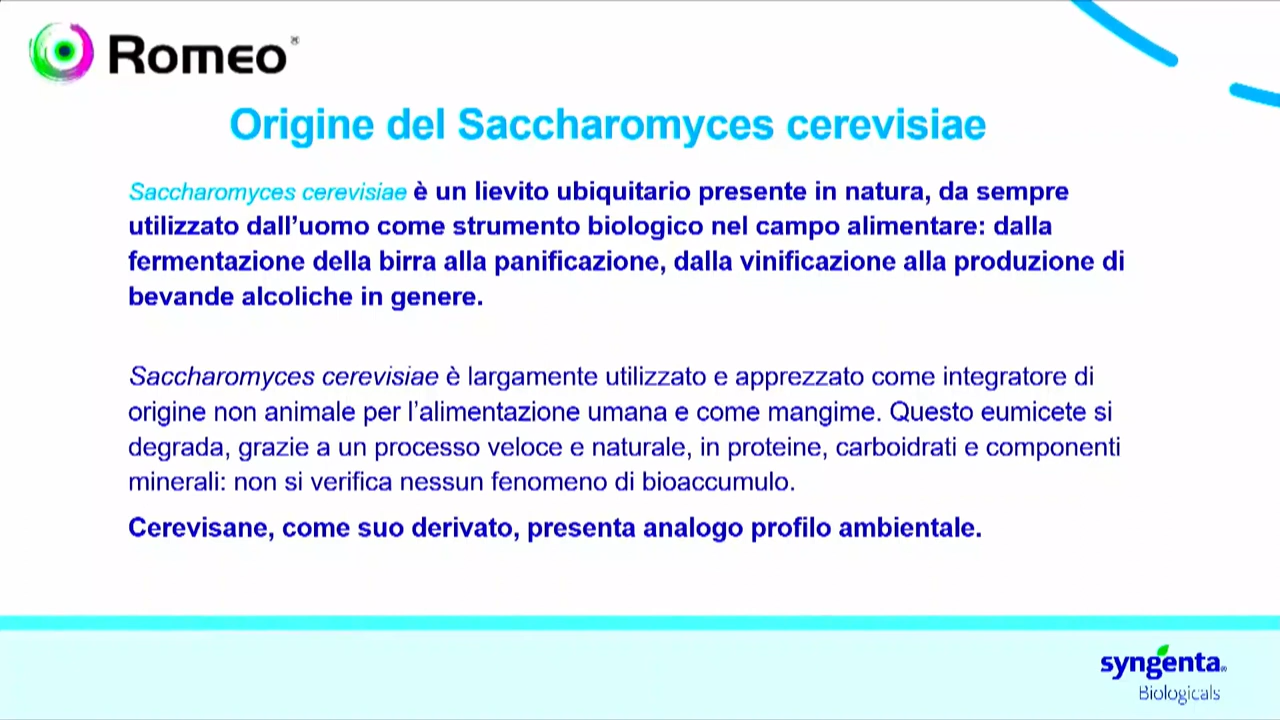 Romeo®
Origine del Saccharomyces cerevisiae
Saccharomyces cerevisiae è un lievito ubiquitario presente in natura, da sempre
utilizzato dall’uomo come strumento biologico nel campo alimentare: dalla
fermentazione della birra alla panificazione, dalla vinificazione alla produzione di
bevande alcoliche in genere.
Saccharomyces cerevisiae è largamente utilizzato e apprezzato come integratore di
origine non animale per l’alimentazione umana e come mangime. Questo eumicete si
degrada, grazie a un processo veloce e naturale, in proteine, carboidrati e componenti
minerali: non si verifica nessun fenomeno di bioaccumulo.
Cerevisane, come suo derivato, presenta analogo profilo ambientale.
syngenta®
Biologicals